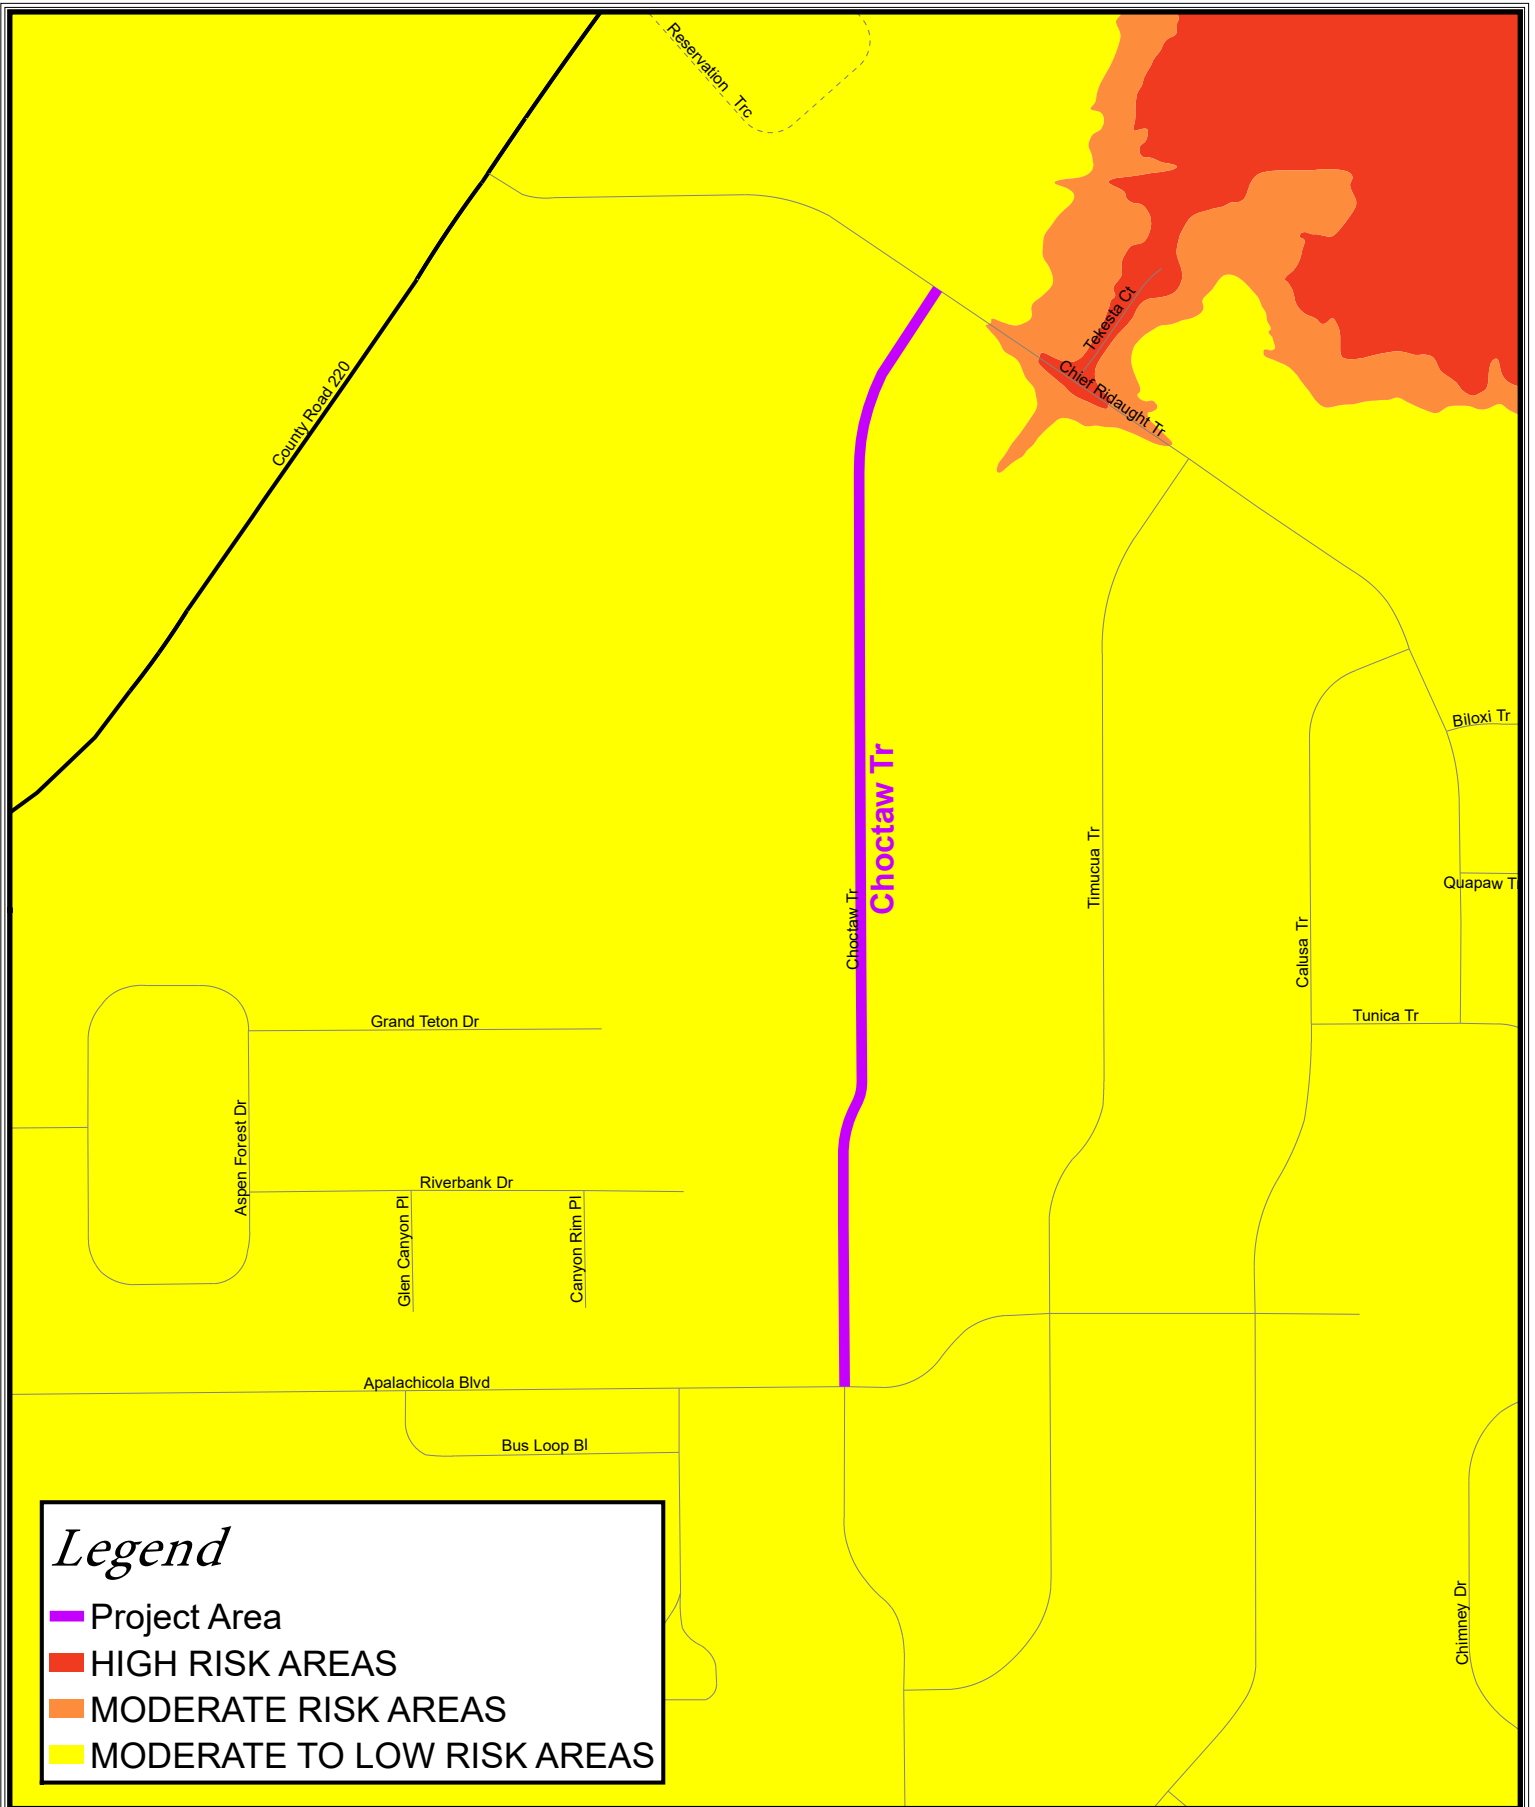 Reservation Trc
County Road 220
Tekesta Ct
Chief Ridaught Tr
Biloxi Tr
Choctaw Tr
Timucua Tr
Quapaw T
Choctaw Tr
Calusa Tr
Grand Teton Dr
Tunica Tr
Aspen Forest Dr
Riverbank Dr
Glen Canyon Pl
Canyon Rim Pl
Apalachicola Blvd
Bus Loop Bl
Chimney Dr
Legend
Project Area
HIGH RISK AREAS
MODERATE RISK AREAS
MODERATE TO LOW RISK AREAS